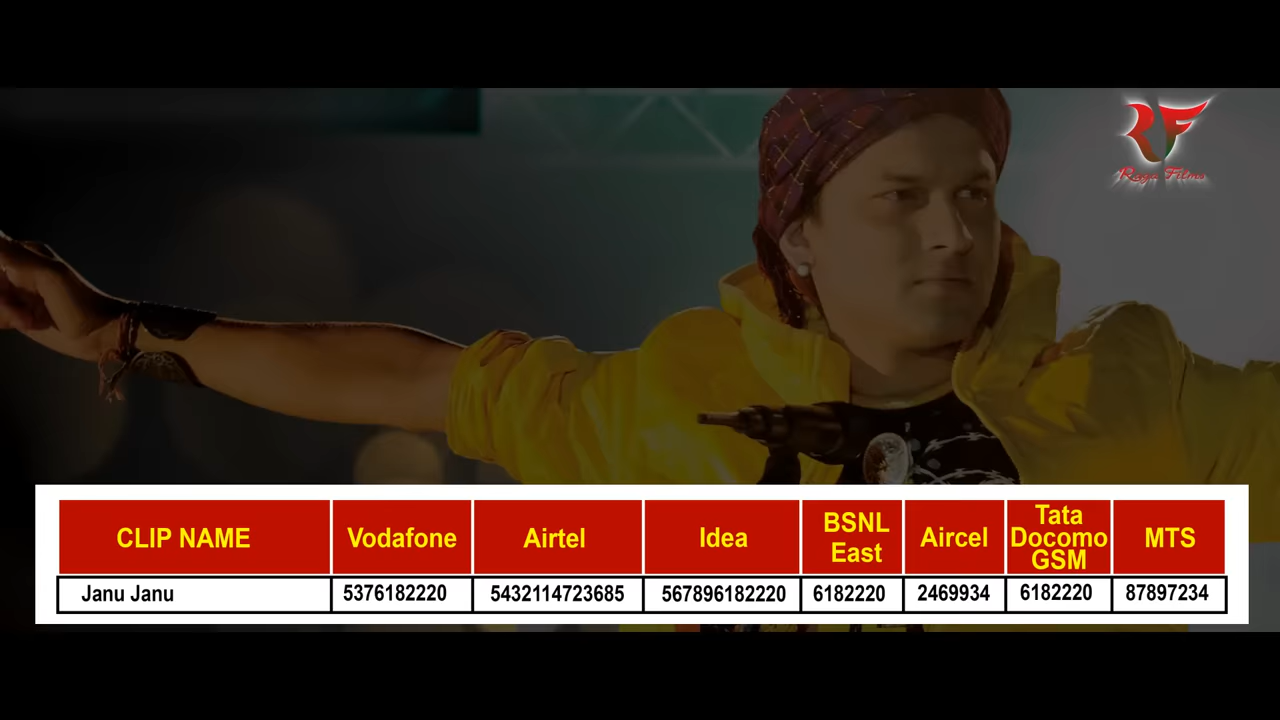 RF
CLIP NAME Vodafone Airtel Idea BSNL East Aircel Tata Docomo GSM MTS
Janu Janu 5376182220 5432114723685 567896182220 6182220 2469934 6182220 87897234